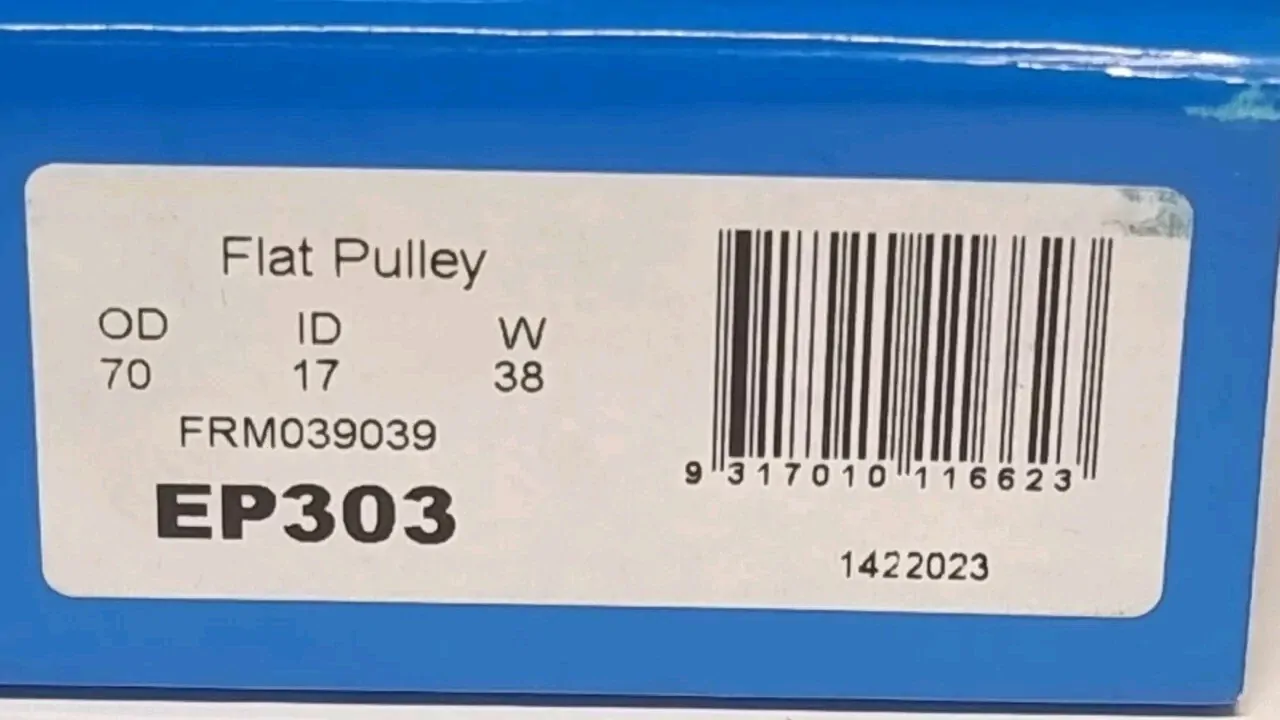 Flat Pulley
OD ID W
70 17 38
FRM039039
EP303
9 317010 116623
1422023